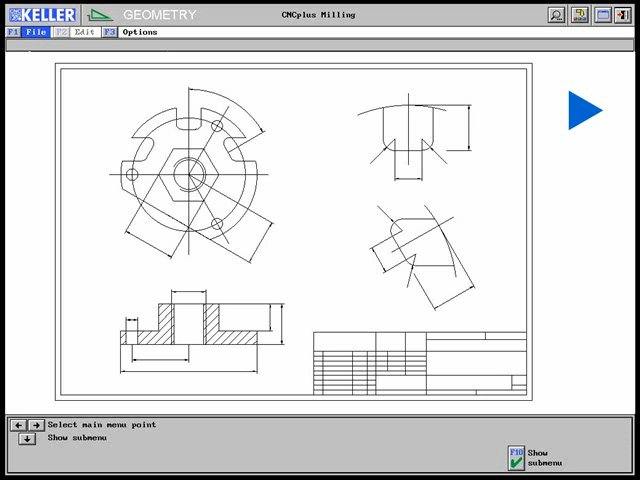 KELLER GEOMETRY CNCplus Milling
F1 File F2 Edit F3 Options
Select main menu point
Show submenu
F10 Show
submenu